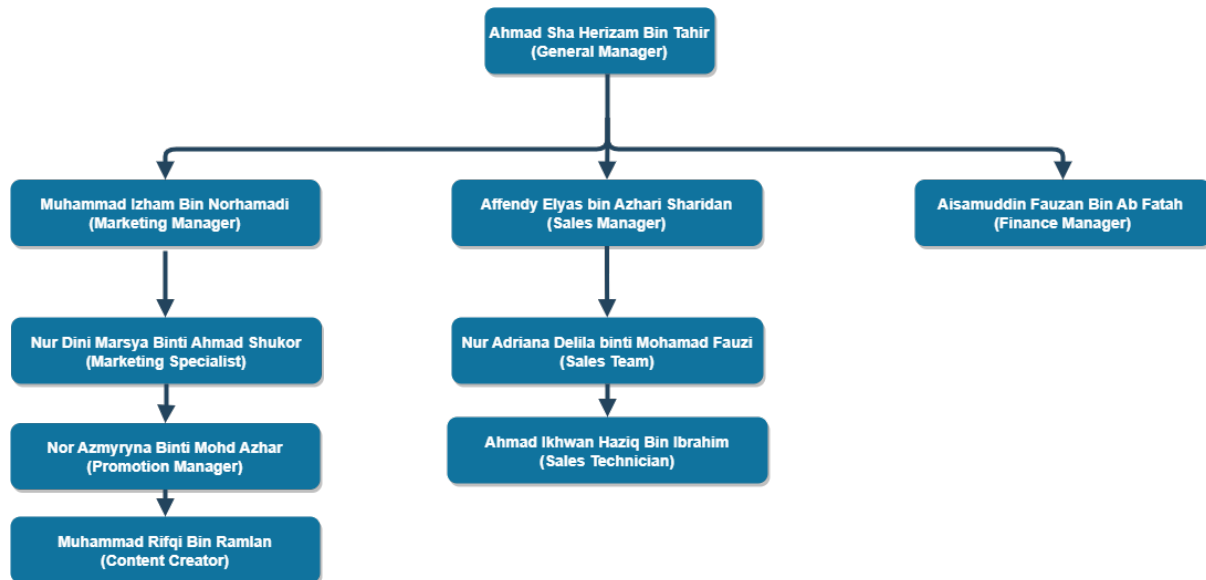 Ahmad Sha Herizam Bin Tahir
(General Manager)
Muhammad Izham Bin Norhamadi
(Marketing Manager)
Affendy Elyas bin Azhari Sharidan
(Sales Manager)
Aisamuddin Fauzan Bin Ab Fatah
(Finance Manager)
Nur Dini Marsya Binti Ahmad Shukor
(Marketing Specialist)
Nur Adriana Delila binti Mohamad Fauzi
(Sales Team)
Nor Azmyryna Binti Mohd Azhar
(Promotion Manager)
Ahmad Ikhwan Haziq Bin Ibrahim
(Sales Technician)
Muhammad Rifqi Bin Ramlan
(Content Creator)